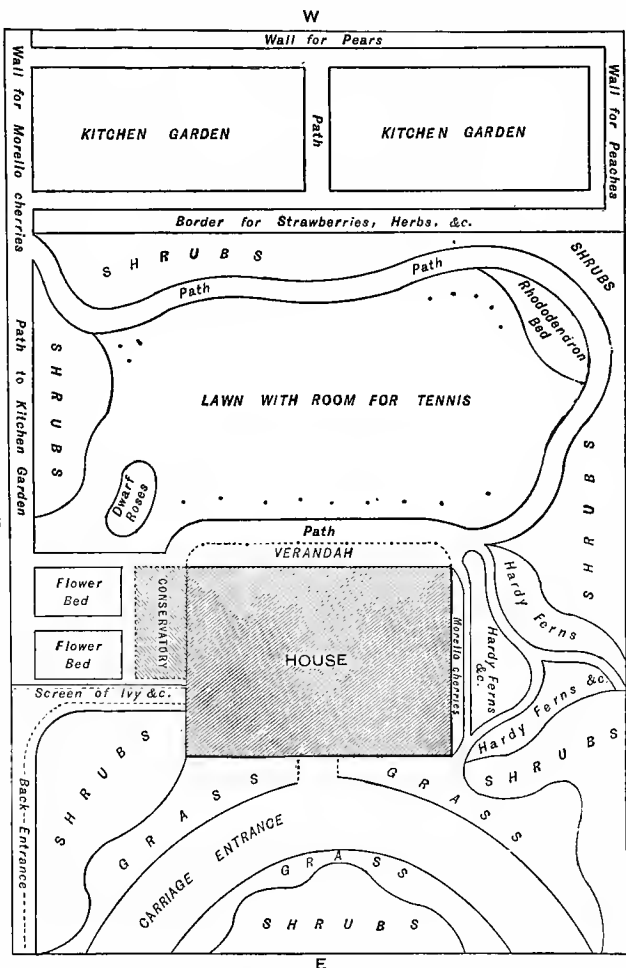 W
Wall for Pears
Wall for Morello cherries
Wall for Peaches
KITCHEN GARDEN
Path
KITCHEN GARDEN
Border for Strawberries, Herbs, &c.
SHRUBS
SHRUBS
Path
Path
Rhododendron
Bed
SHRUBS
Path to Kitchen Garden
LAWN WITH ROOM FOR TENNIS
SHRUBS
Dwarf
Roses
Path
VERANDAH
Flower
Bed
CONSERVATORY
Flower
Bed
HOUSE
Morella cherries
Hardy Ferns
&c.
Hardy Ferns
Hardy Ferns &c.
Screen of Ivy &c.
SHRUBS
SHRUBS
Back-Entrance
GRASS
GRASS
CARRIAGE ENTRANCE
GRASS
SHRUBS
E